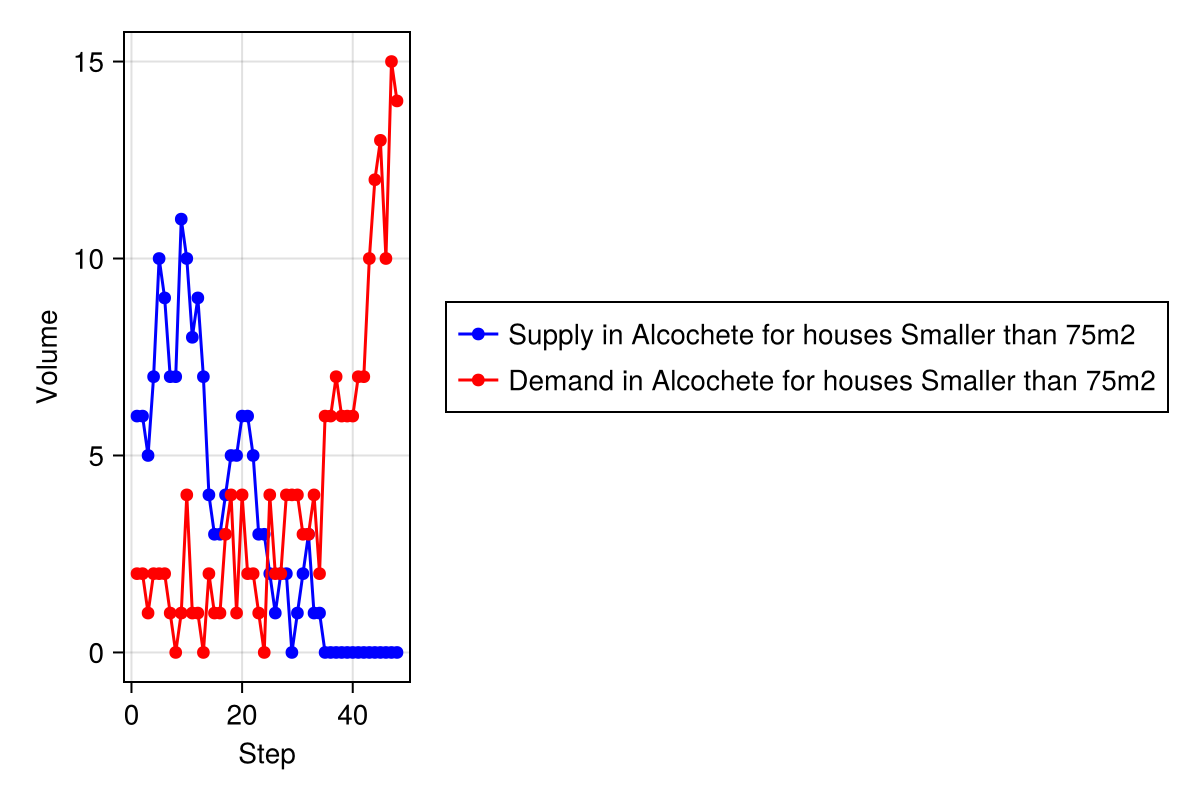 15
10
5
0
Volume
0 20 40
Step
Supply in Alcochete for houses Smaller than 75m2
Demand in Alcochete for houses Smaller than 75m2